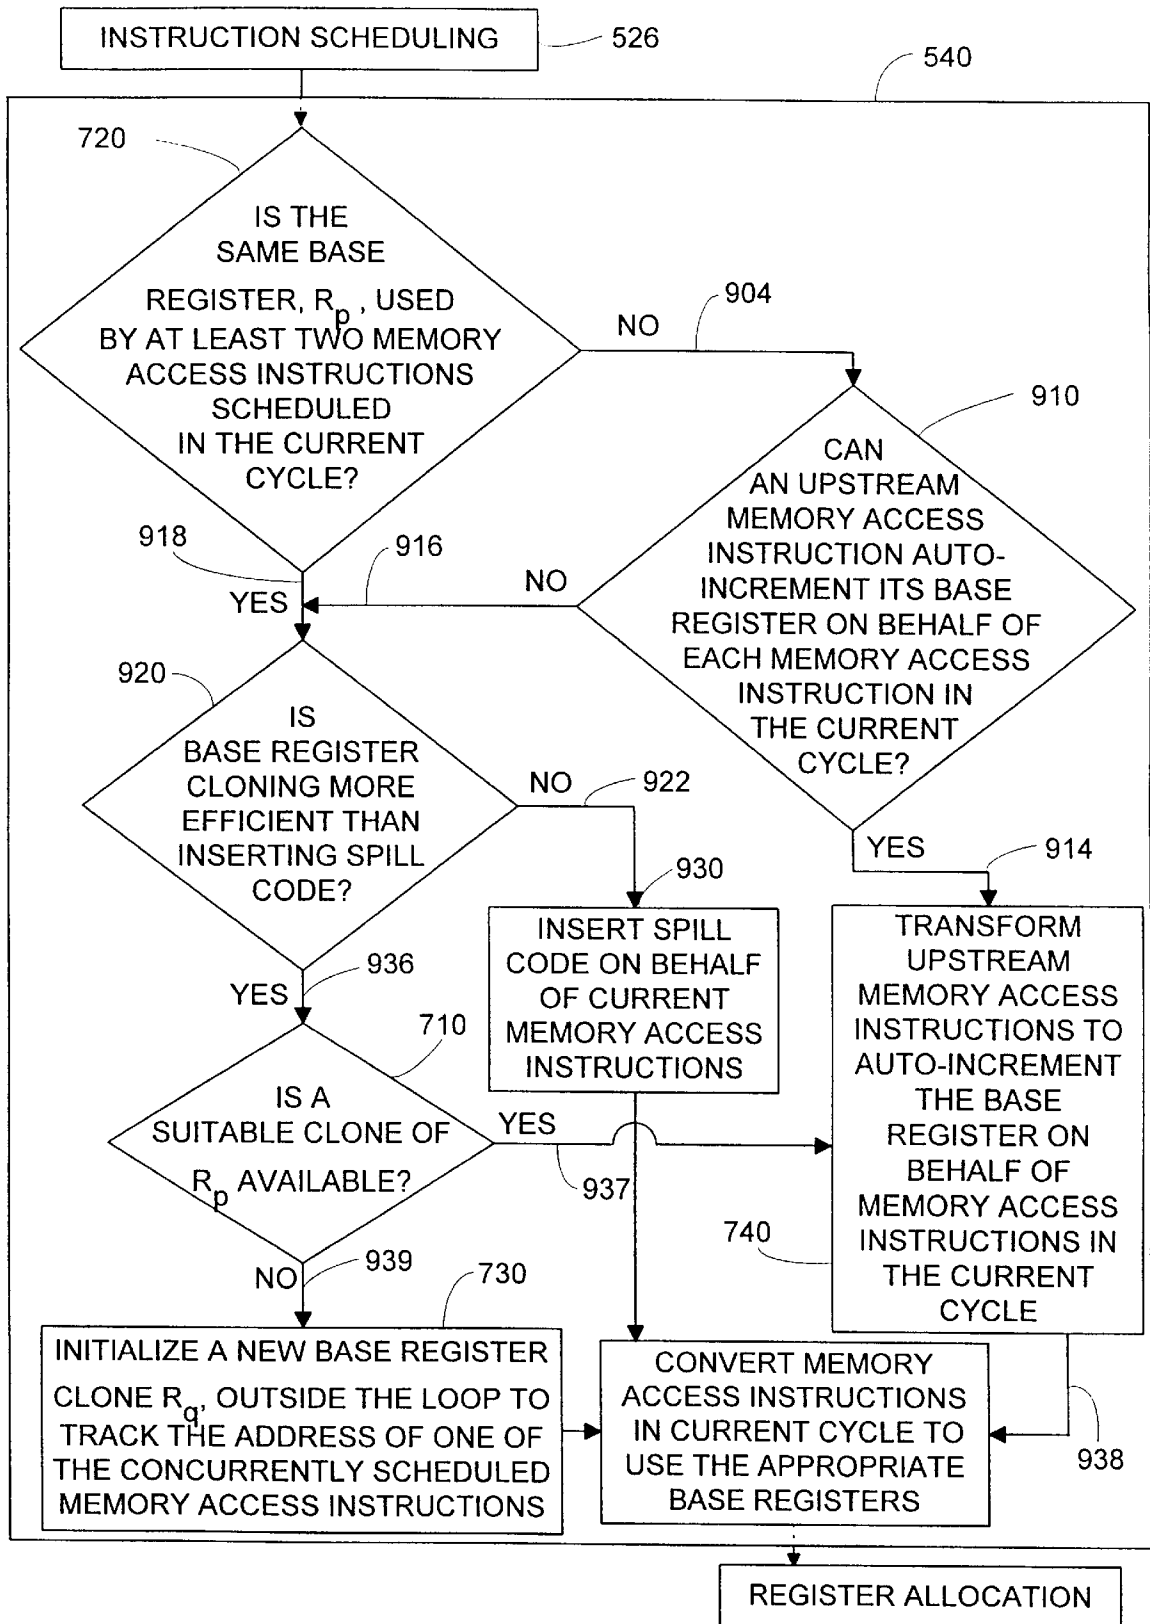 INSTRUCTION SCHEDULING
526
540
720
IS THE
SAME BASE
REGISTER, Rp , USED
BY AT LEAST TWO MEMORY
ACCESS INSTRUCTIONS
SCHEDULED
IN THE CURRENT
CYCLE?
NO
904
910
CAN
AN UPSTREAM
MEMORY ACCESS
INSTRUCTION AUTO-
INCREMENT ITS BASE
REGISTER ON BEHALF OF
EACH MEMORY ACCESS
INSTRUCTION IN
THE CURRENT
CYCLE?
918
YES
916
NO
920
IS
BASE REGISTER
CLONING MORE
EFFICIENT THAN
INSERTING SPILL
CODE?
NO
922
YES
914
930
INSERT SPILL
CODE ON BEHALF
OF CURRENT
MEMORY ACCESS
INSTRUCTIONS
TRANSFORM
UPSTREAM
MEMORY ACCESS
INSTRUCTIONS TO
AUTO-INCREMENT
THE BASE
REGISTER ON
BEHALF OF
MEMORY ACCESS
INSTRUCTIONS IN
THE CURRENT
CYCLE
YES
936
710
IS A
SUITABLE CLONE OF
Rp AVAILABLE?
YES
937
740
NO
939
730
INITIALIZE A NEW BASE REGISTER
CLONE Rq, OUTSIDE THE LOOP TO
TRACK THE ADDRESS OF ONE OF
THE CONCURRENTLY SCHEDULED
MEMORY ACCESS INSTRUCTIONS
CONVERT MEMORY
ACCESS INSTRUCTIONS
IN CURRENT CYCLE TO
USE THE APPROPRIATE
BASE REGISTERS
938
REGISTER ALLOCATION